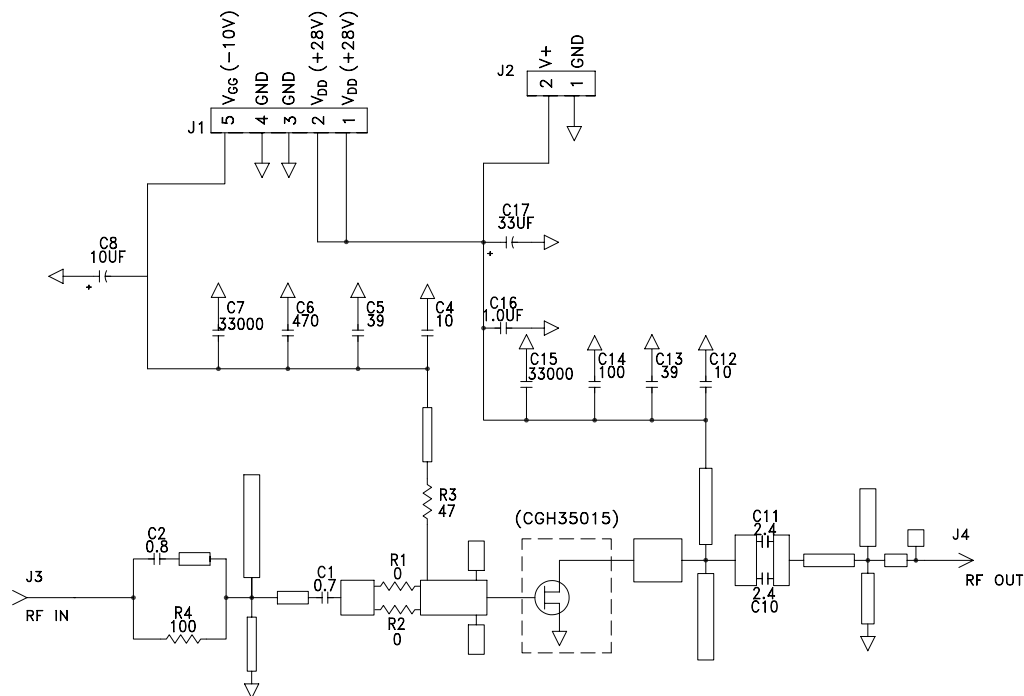 VGG (−10V)
GND
GND
VDD (+28V)
VDD (+28V)
J1
5
4
3
2
1
V+
GND
J2
2
1
C17
33UF
+
C8
10UF
+
C7
33000
C6
470
C5
39
C4
10
C16
1.0UF
C15
33000
C14
100
C13
39
C12
10
R3
47
(CGH35015)
C2
0.8
J3
RF IN
R4
100
C1
0.7
R1
0
R2
0
C11
2.4
2.4
C10
J4
RF OUT